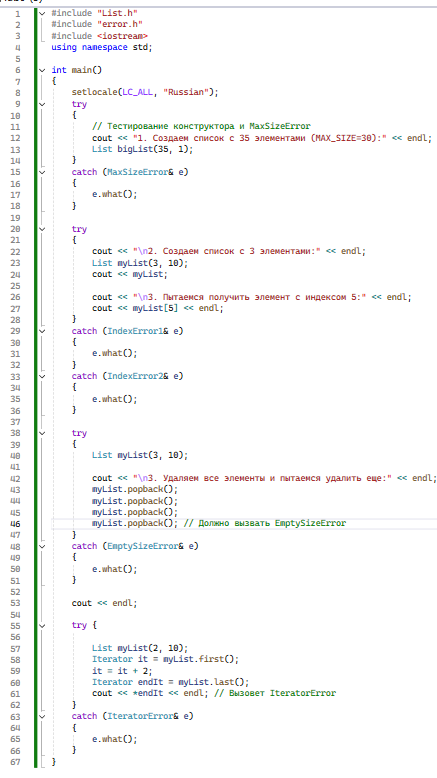 1 #include "List.h"
2 #include "error.h"
3 #include <iostream>
4 using namespace std;
5
6 int main()
7 {
8 setlocale(LC_ALL, "Russian");
9 try
10 {
11 // Тестирование конструктора и MaxSizeError
12 cout << "1. Создаем список с 35 элементами (MAX_SIZE=30):" << endl;
13 List bigList(35, 1);
14 }
15 catch (MaxSizeError& e)
16 {
17 e.what();
18 }
19
20 try
21 {
22 cout << "\n2. Создаем список с 3 элементами:" << endl;
23 List myList(3, 10);
24 cout << myList;
25
26 cout << "\n3. Пытаемся получить элемент с индексом 5:" << endl;
27 cout << myList[5] << endl;
28 }
29 catch (IndexError1& e)
30 {
31 e.what();
32 }
33 catch (IndexError2& e)
34 {
35 e.what();
36 }
37
38 try
39 {
40 List myList(3, 10);
41
42 cout << "\n3. Удаляем все элементы и пытаемся удалить еще:" << endl;
43 myList.popback();
44 myList.popback();
45 myList.popback();
46 myList.popback(); // Должно вызвать EmptySizeError
47 }
48 catch (EmptySizeError& e)
49 {
50 e.what();
51 }
52
53 cout << endl;
54
55 try {
56
57 List myList(2, 10);
58 Iterator it = myList.first();
59 it = it + 2;
60 Iterator endIt = myList.last();
61 cout << *endIt << endl; // Вызовет IteratorError
62 }
63 catch (IteratorError& e)
64 {
65 e.what();
66 }
67 }